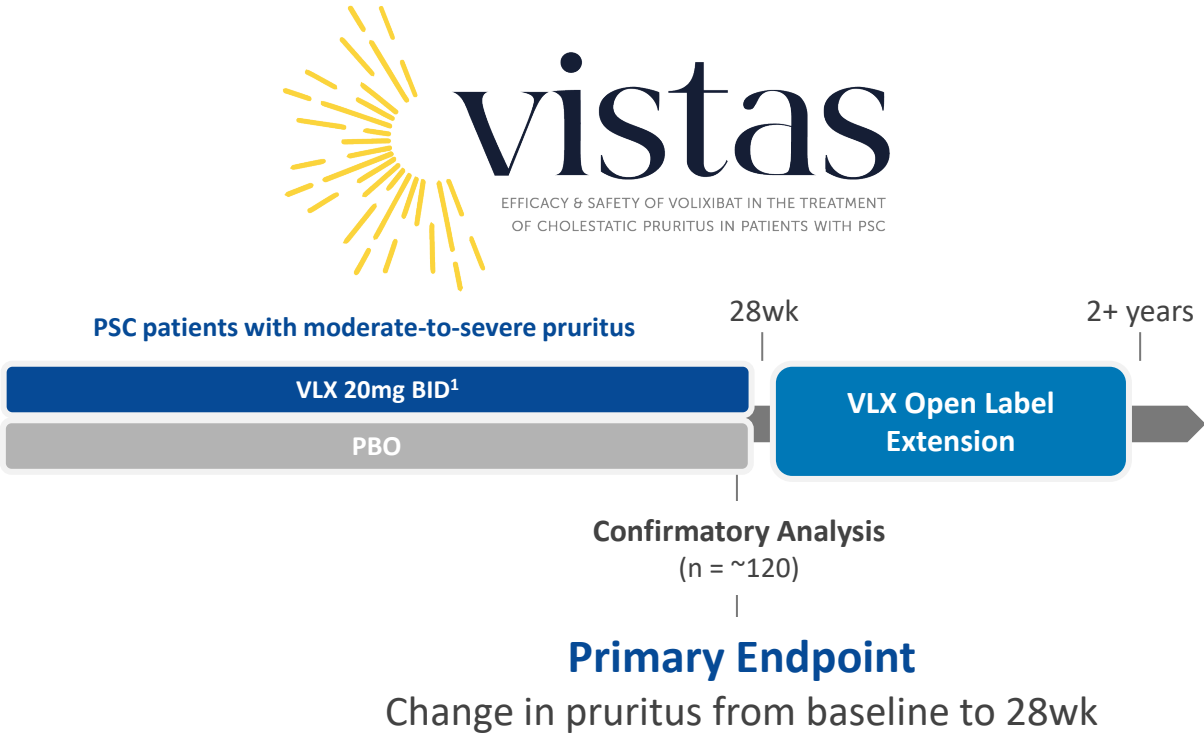 vistas
EFFICACY & SAFETY OF VOLIXIBAT IN THE TREATMENT
OF CHOLESTATIC PRURITUS IN PATIENTS WITH PSC
PSC patients with moderate-to-severe pruritus
28wk
2+ years
VLX 20mg BID¹
PBO
VLX Open Label
Extension
Confirmatory Analysis
(n = ~120)
Primary Endpoint
Change in pruritus from baseline to 28wk